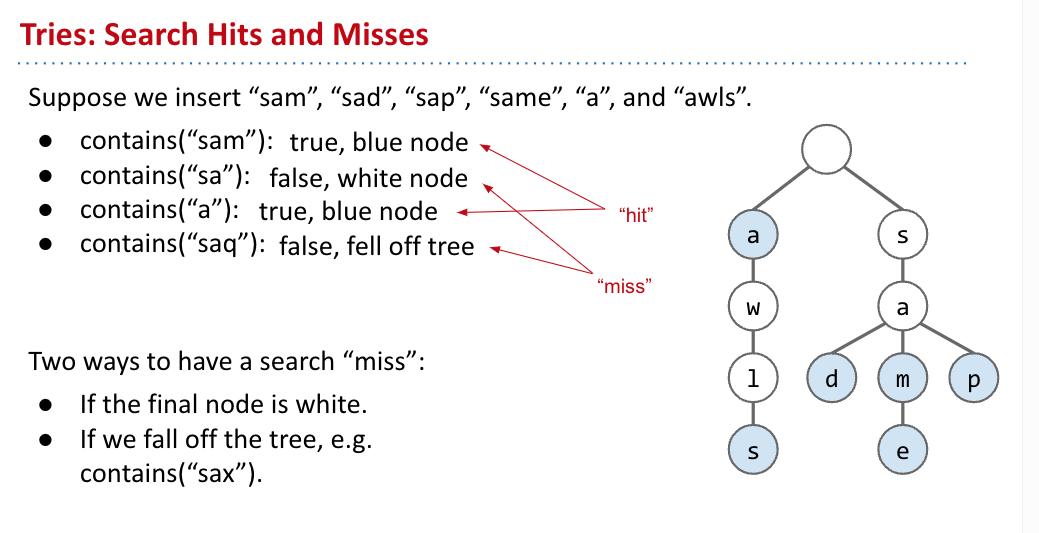 Tries: Search Hits and Misses
Suppose we insert “sam”, “sad”, “sap”, “same”, “a”, and “awls”.
● contains(“sam”): true, blue node
● contains(“sa”): false, white node
● contains(“a”): true, blue node
● contains(“saq”): false, fell off tree
“hit”
“miss”
Two ways to have a search “miss”:
● If the final node is white.
● If we fall off the tree, e.g.
contains(“sax”).
a s
w a
l d m p
s e